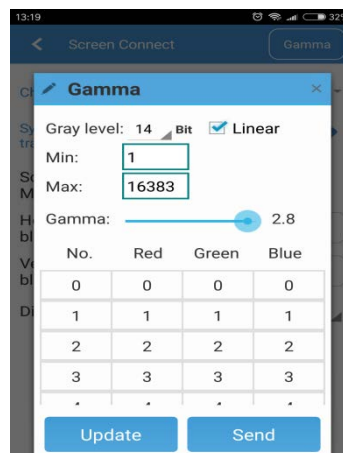 13:19 32
Screen Connect Gamma
Gamma ×
Gray level: 14 Bit Linear
Min: 1
Max: 16383
Gamma: 2.8
No. Red Green Blue
0 0 0 0
1 1 1 1
2 2 2 2
3 3 3 3
Update Send